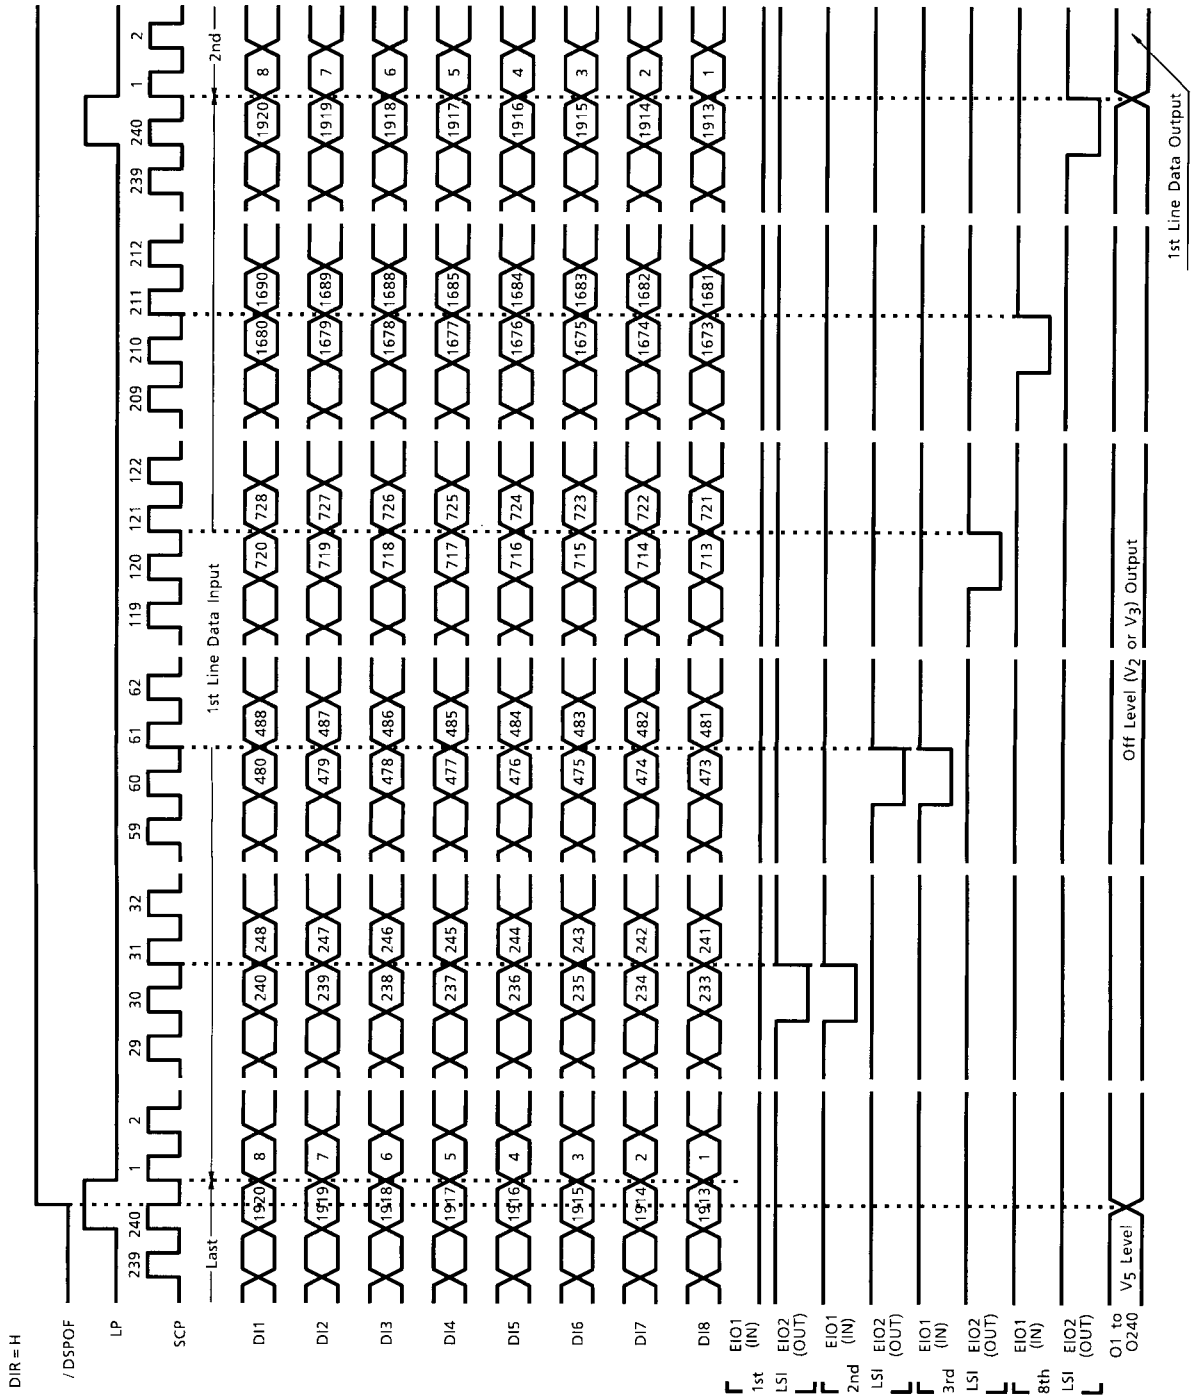 DIR = H
/DSPOF
LP
239 240 1 2 29 30 31 32 59 60 61 62 119 120 121 122 209 210 211 212 239 240 1 2
SCP
Last 1st Line Data Input 2nd
DI1 1920 8 240 248 480 488 720 728 1680 1690 1920 8
DI2 1919 7 239 247 479 487 719 727 1679 1689 1919 7
DI3 1918 6 238 246 478 486 718 726 1678 1688 1918 6
DI4 1917 5 237 245 477 485 717 725 1677 1685 1917 5
DI5 1916 4 236 244 476 484 716 724 1676 1684 1916 4
DI6 1915 3 235 243 475 483 715 723 1675 1683 1915 3
DI7 1914 2 234 242 474 482 714 722 1674 1682 1914 2
DI8 1913 1 233 241 473 481 713 721 1673 1681 1913 1
EIO1
(IN)
1st
LSI
EIO2
(OUT)
EIO1
(IN)
2nd
LSI
EIO2
(OUT)
EIO1
(IN)
3rd
LSI
EIO2
(OUT)
EIO1
(IN)
8th
LSI
EIO2
(OUT)
O1 to
O240
V5 Level
Off Level (V2 or V3) Output
1st Line Data Output